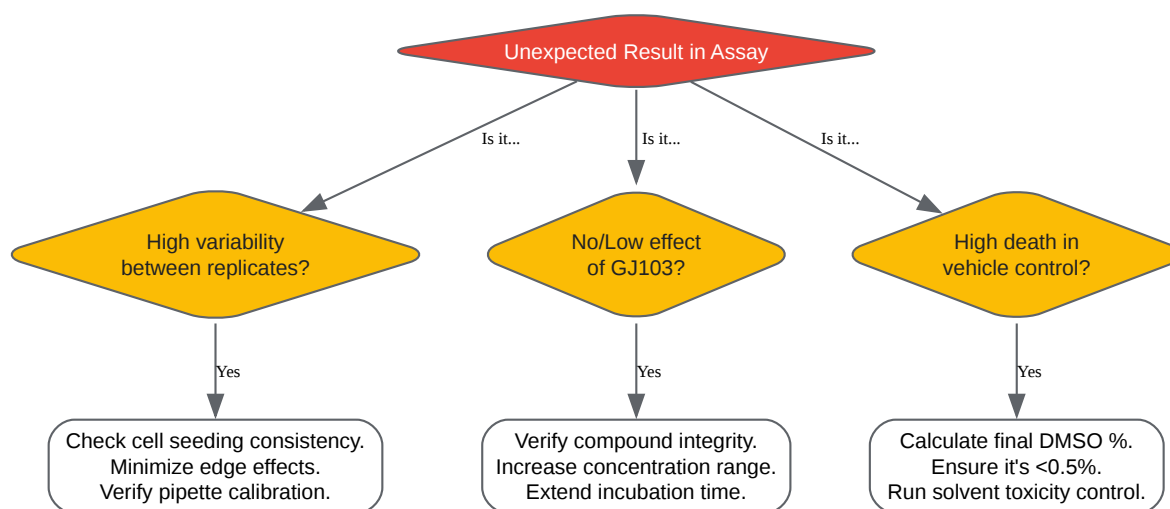 Unexpected Result in Assay
Is it...
Is it...
Is it...
High variability
between replicates?
No/Low effect
of GJ103?
High death in
vehicle control?
Yes
Yes
Yes
Check cell seeding consistency.
Minimize edge effects.
Verify pipette calibration.
Verify compound integrity.
Increase concentration range.
Extend incubation time.
Calculate final DMSO %.
Ensure it's <0.5%.
Run solvent toxicity control.